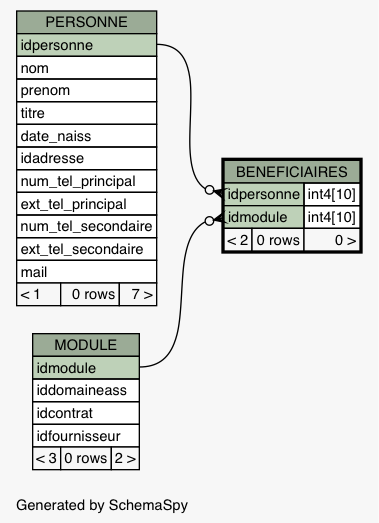 PERSONNE
idpersonne
nom
prenom
titre
date_naiss
idadresse
num_tel_principal
ext_tel_principal
num_tel_secondaire
ext_tel_secondaire
mail
< 1 0 rows 7 >
BENEFICIAIRES
idpersonne int4[10]
idmodule int4[10]
< 2 0 rows 0 >
MODULE
idmodule
iddomaineass
idcontrat
idfournisseur
< 3 0 rows 2 >
Generated by SchemaSpy